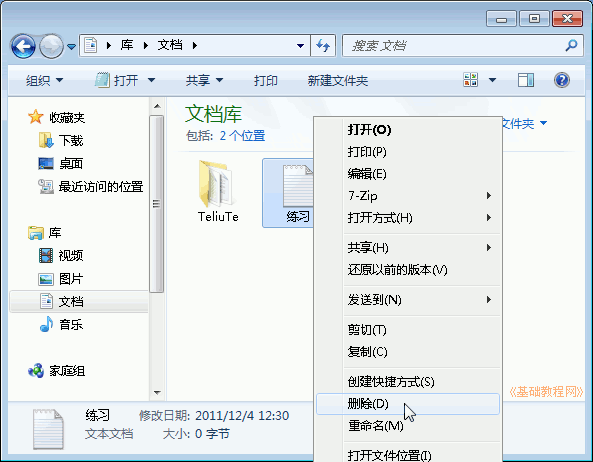 库 文档
搜索 文档
组织 打开 共享 打印 新建文件夹
收藏夹
下载
桌面
最近访问的位置
库
视频
图片
文档
音乐
家庭组
文档库
包括: 2 个位置
文件夹
TeliuTe
练习
打开(O)
打印(P)
编辑(E)
7-Zip
打开方式(H)
共享(H)
还原以前的版本(V)
发送到(N)
剪切(T)
复制(C)
创建快捷方式(S)
删除(D)
重命名(M)
打开文件位置(I)
《基础教程网》
练习 修改日期: 2011/12/4 12:30
文本文档 大小: 0 字节